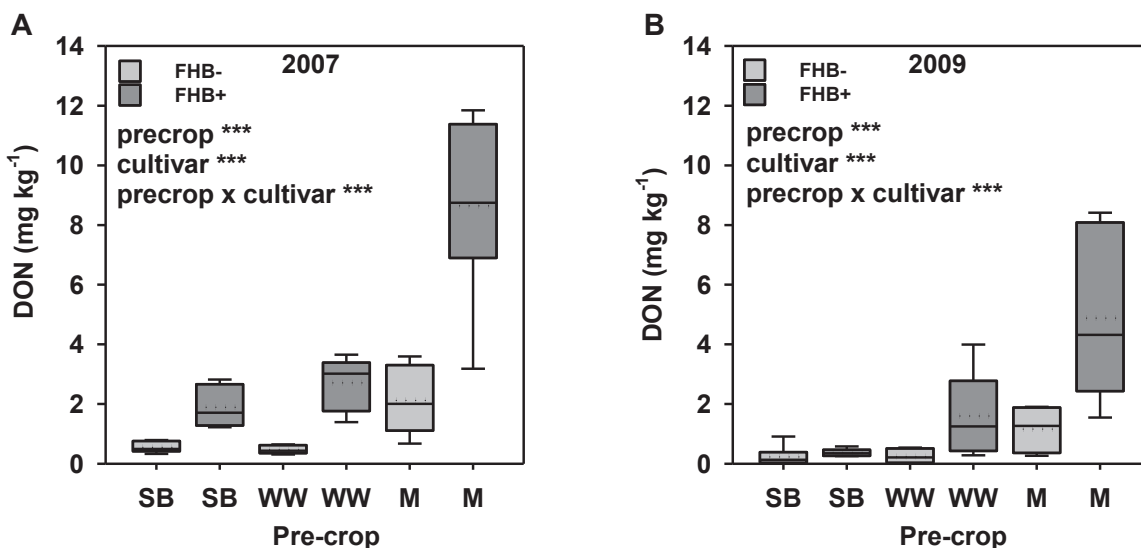 A
14
12
10
8
6
4
2
0
DON (mg kg-1)
2007
FHB-
FHB+
precrop ***
cultivar ***
precrop x cultivar ***
SB SB WW WW M M
Pre-crop
B
14
12
10
8
6
4
2
0
DON (mg kg-1)
2009
FHB-
FHB+
precrop ***
cultivar ***
precrop x cultivar ***
SB SB WW WW M M
Pre-crop